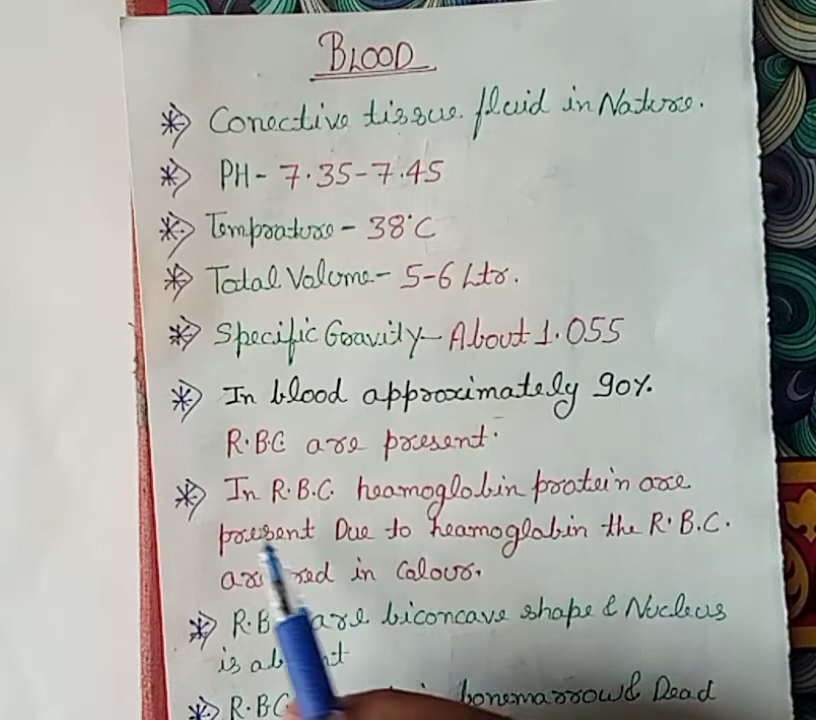 BLOOD
Conective tissue fluid in Nature.
PH- 7.35-7.45
Temprature - 38°C
Total Volume- 5-6 Ltr.
Specific Gravity- About 1.055
In blood approximately 90%
R.B.C are present.
In R.B.C. heamoglobin protein are
present Due to heamoglobin the R.B.C.
red in Colour.
are biconcave shape & Nucleus
is
R.BC bonemarrow & Dead